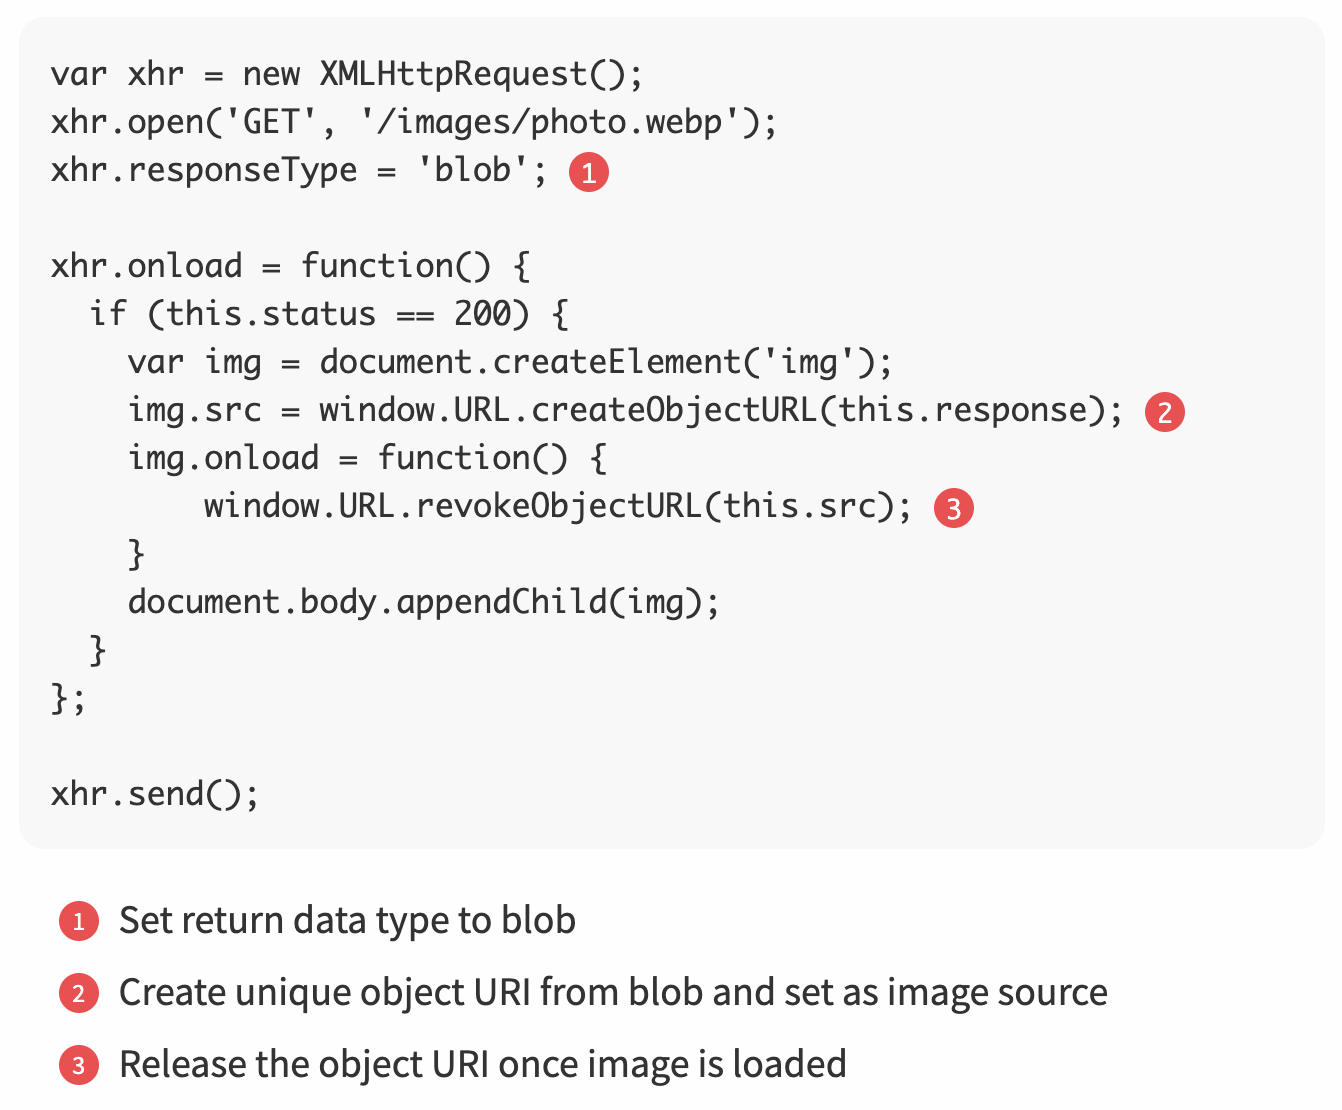 var xhr = new XMLHttpRequest();
xhr.open('GET', '/images/photo.webp');
xhr.responseType = 'blob'; 1
xhr.onload = function() {
  if (this.status == 200) {
    var img = document.createElement('img');
    img.src = window.URL.createObjectURL(this.response); 2
    img.onload = function() {
        window.URL.revokeObjectURL(this.src); 3
    }
    document.body.appendChild(img);
  }
};
xhr.send();
1 Set return data type to blob
2 Create unique object URI from blob and set as image source
3 Release the object URI once image is loaded